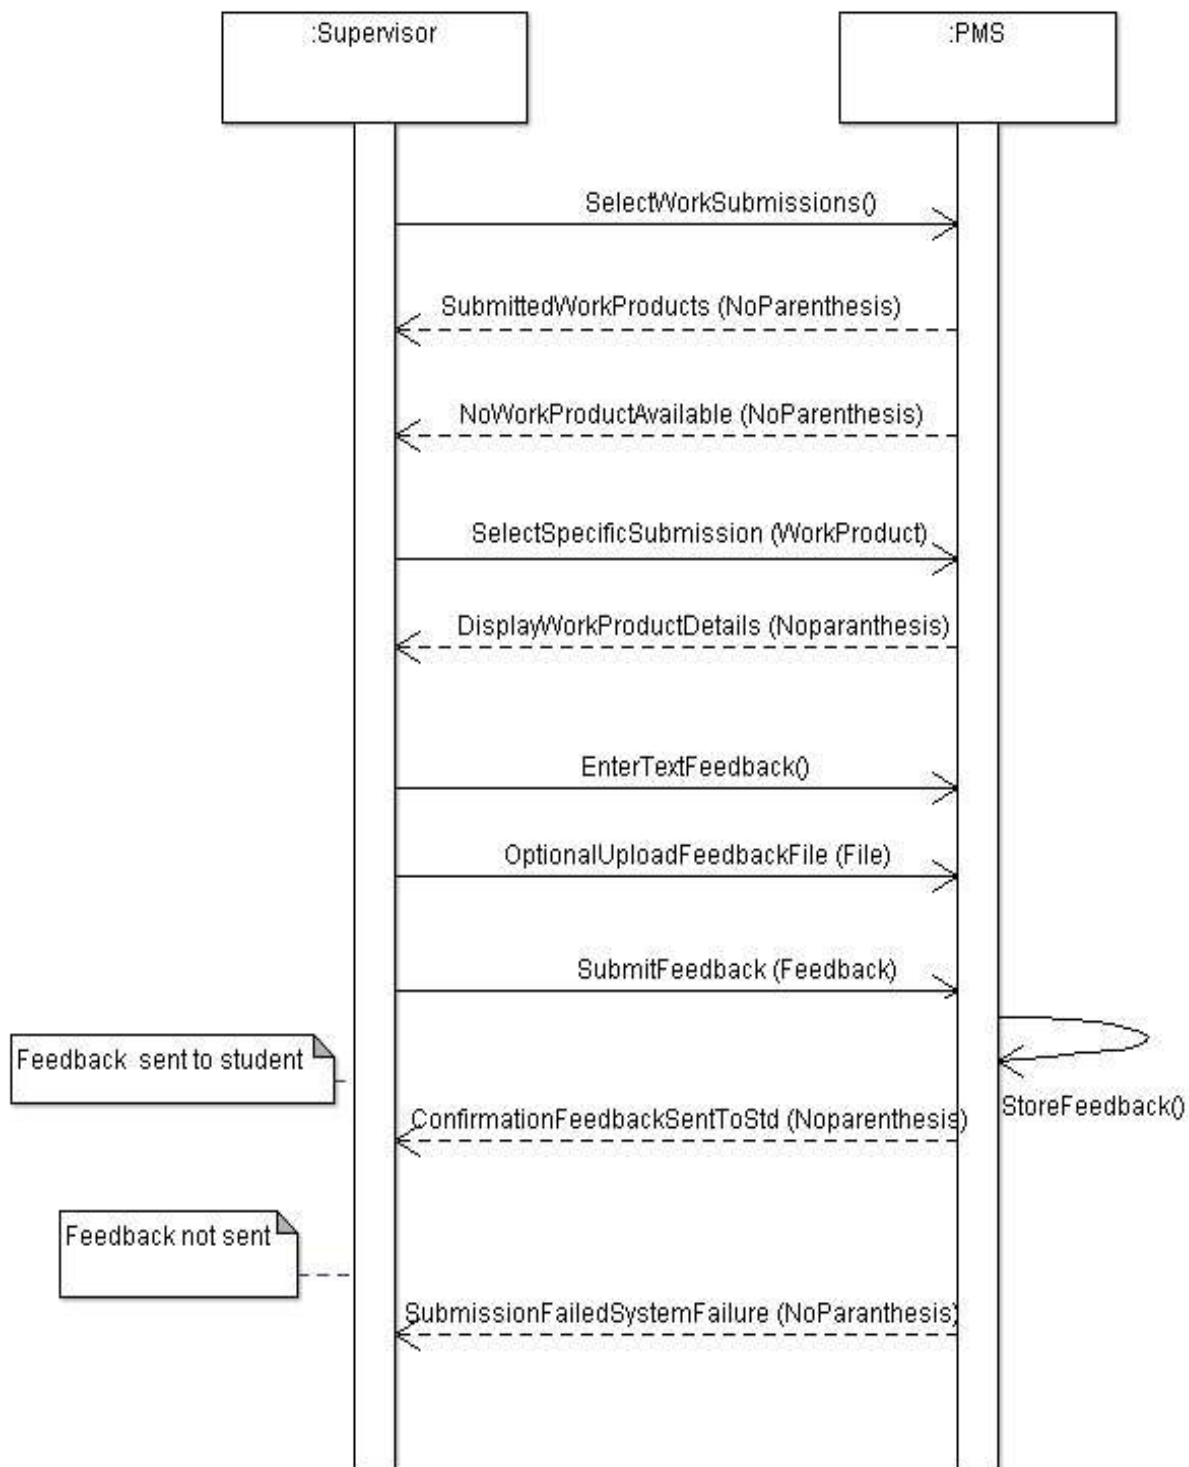 :Supervisor
:PMS
SelectWorkSubmissions()
SubmittedWorkProducts (NoParenthesis)
NoWorkProductAvailable (NoParenthesis)
SelectSpecificSubmission (WorkProduct)
DisplayWorkProductDetails (Noparanthesis)
EnterTextFeedback()
OptionalUploadFeedbackFile (File)
SubmitFeedback (Feedback)
Feedback sent to student
StoreFeedback()
ConfirmationFeedbackSentToStd (Noparenthesis)
Feedback not sent
SubmissionFailedSystemFailure (NoParanthesis)